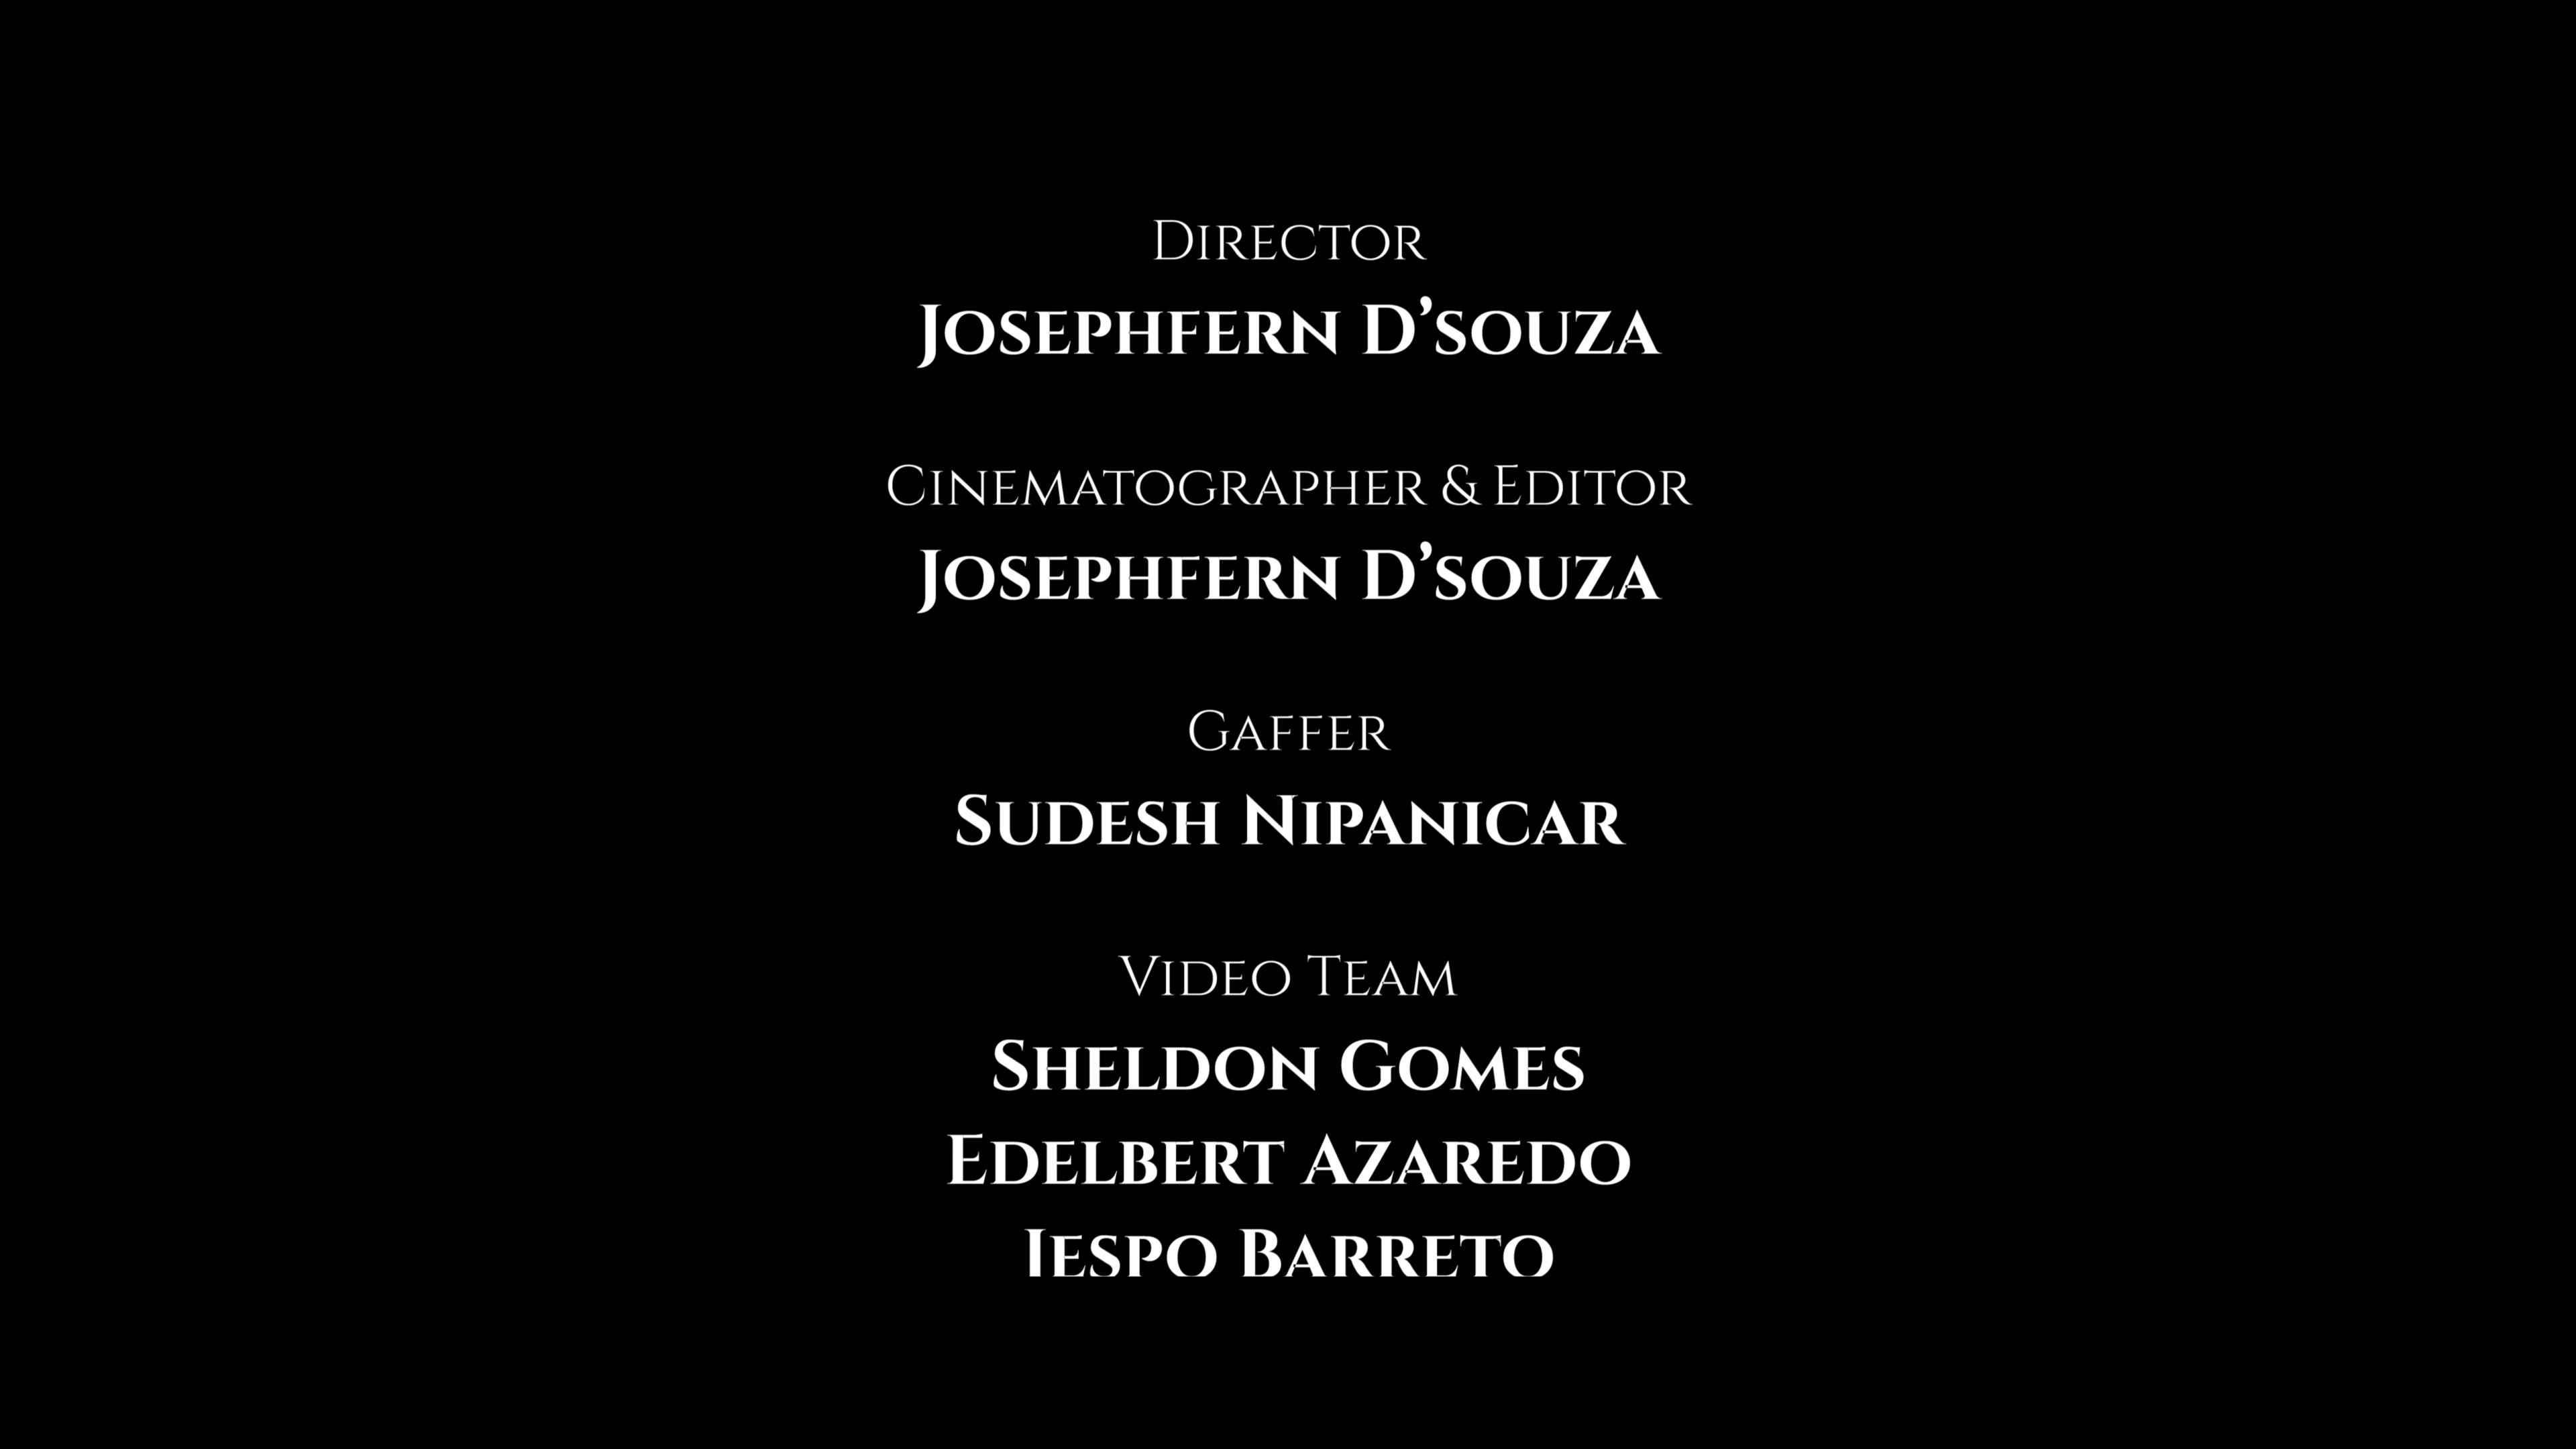 Director
Josephfern D’souza
Cinematographer & Editor
Josephfern D’souza
Gaffer
Sudesh Nipanicar
Video Team
Sheldon Gomes
Edelbert Azaredo
Iespo Barreto